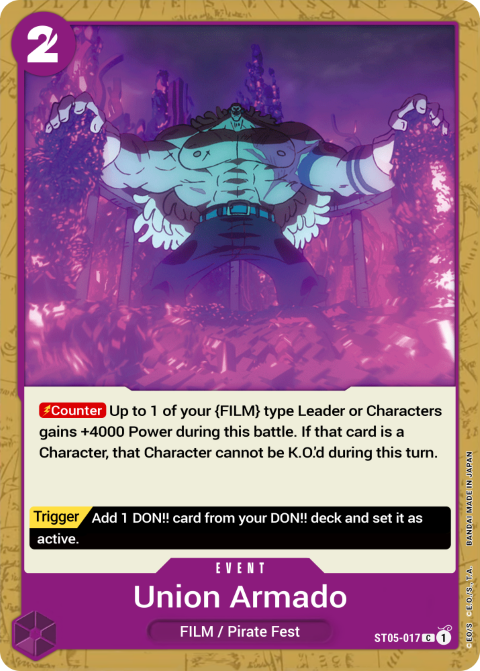 2
⚡Counter Up to 1 of your {FILM} type Leader or Characters
gains +4000 Power during this battle. If that card is a
Character, that Character cannot be K.O.'d during this turn.
Trigger Add 1 DON!! card from your DON!! deck and set it as
active.
EVENT
Union Armado
FILM / Pirate Fest
ST05-017 C 1
©E.O./S. ©E.O./S.,T.A. BANDAI MADE IN JAPAN